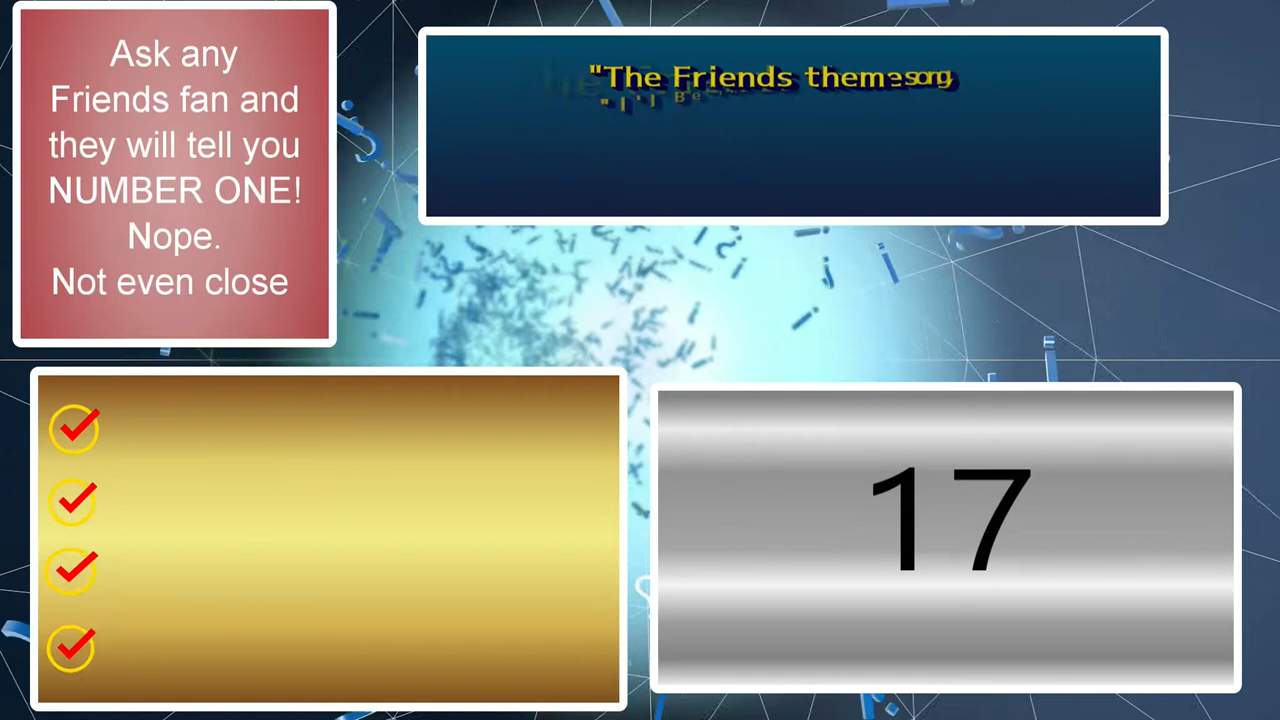 Ask any
Friends fan and
they will tell you
NUMBER ONE!
Nope.
Not even close
"The Friends theme song,
"I'l Be
17